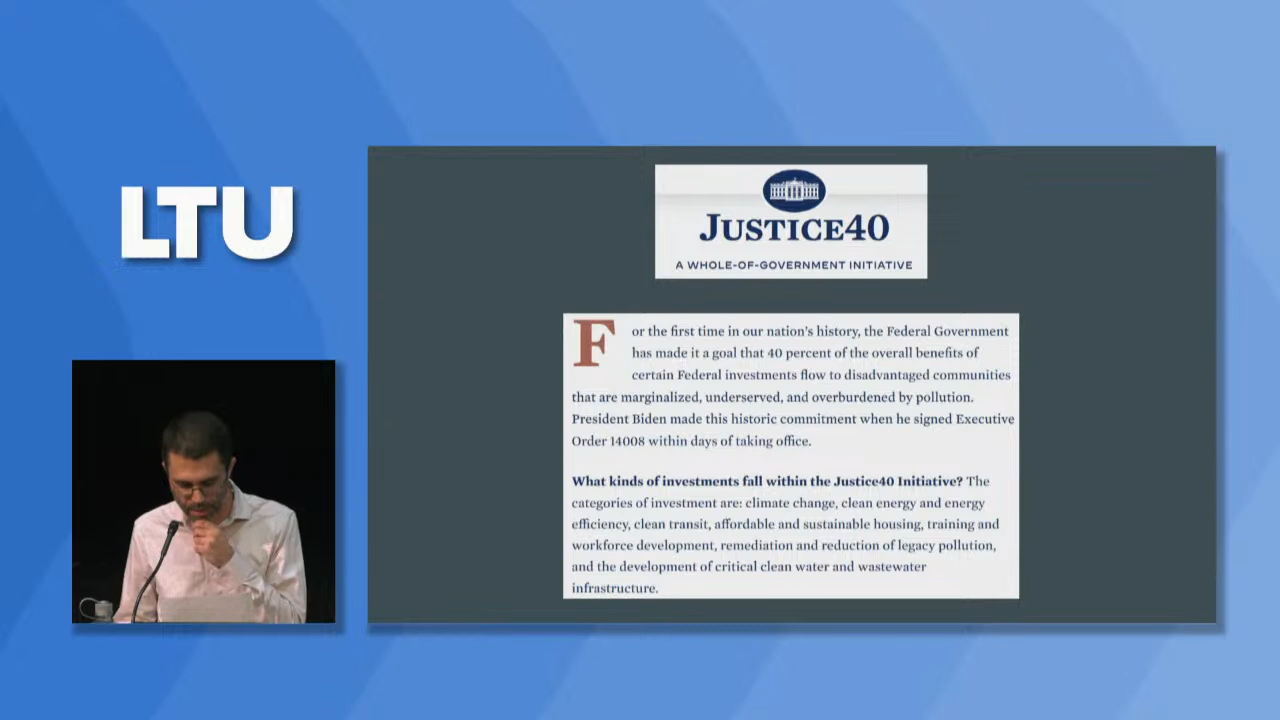 LTU
JUSTICE40
A WHOLE-OF-GOVERNMENT INITIATIVE
For the first time in our nation's history, the Federal Government
has made it a goal that 40 percent of the overall benefits of
certain Federal investments flow to disadvantaged communities
that are marginalized, underserved, and overburdened by pollution.
President Biden made this historic commitment when he signed Executive
Order 14008 within days of taking office.
What kinds of investments fall within the Justice40 Initiative? The
categories of investment are: climate change, clean energy and energy
efficiency, clean transit, affordable and sustainable housing, training and
workforce development, remediation and reduction of legacy pollution,
and the development of critical clean water and wastewater
infrastructure.